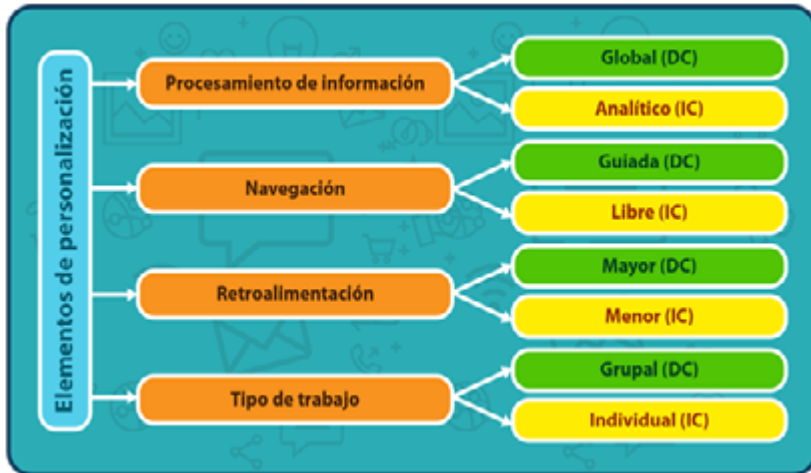 Elementos de personalización
Procesamiento de información
Global (DC)
Analítico (IC)
Navegación
Guiada (DC)
Libre (IC)
Retroalimentación
Mayor (DC)
Menor (IC)
Tipo de trabajo
Grupal (DC)
Individual (IC)